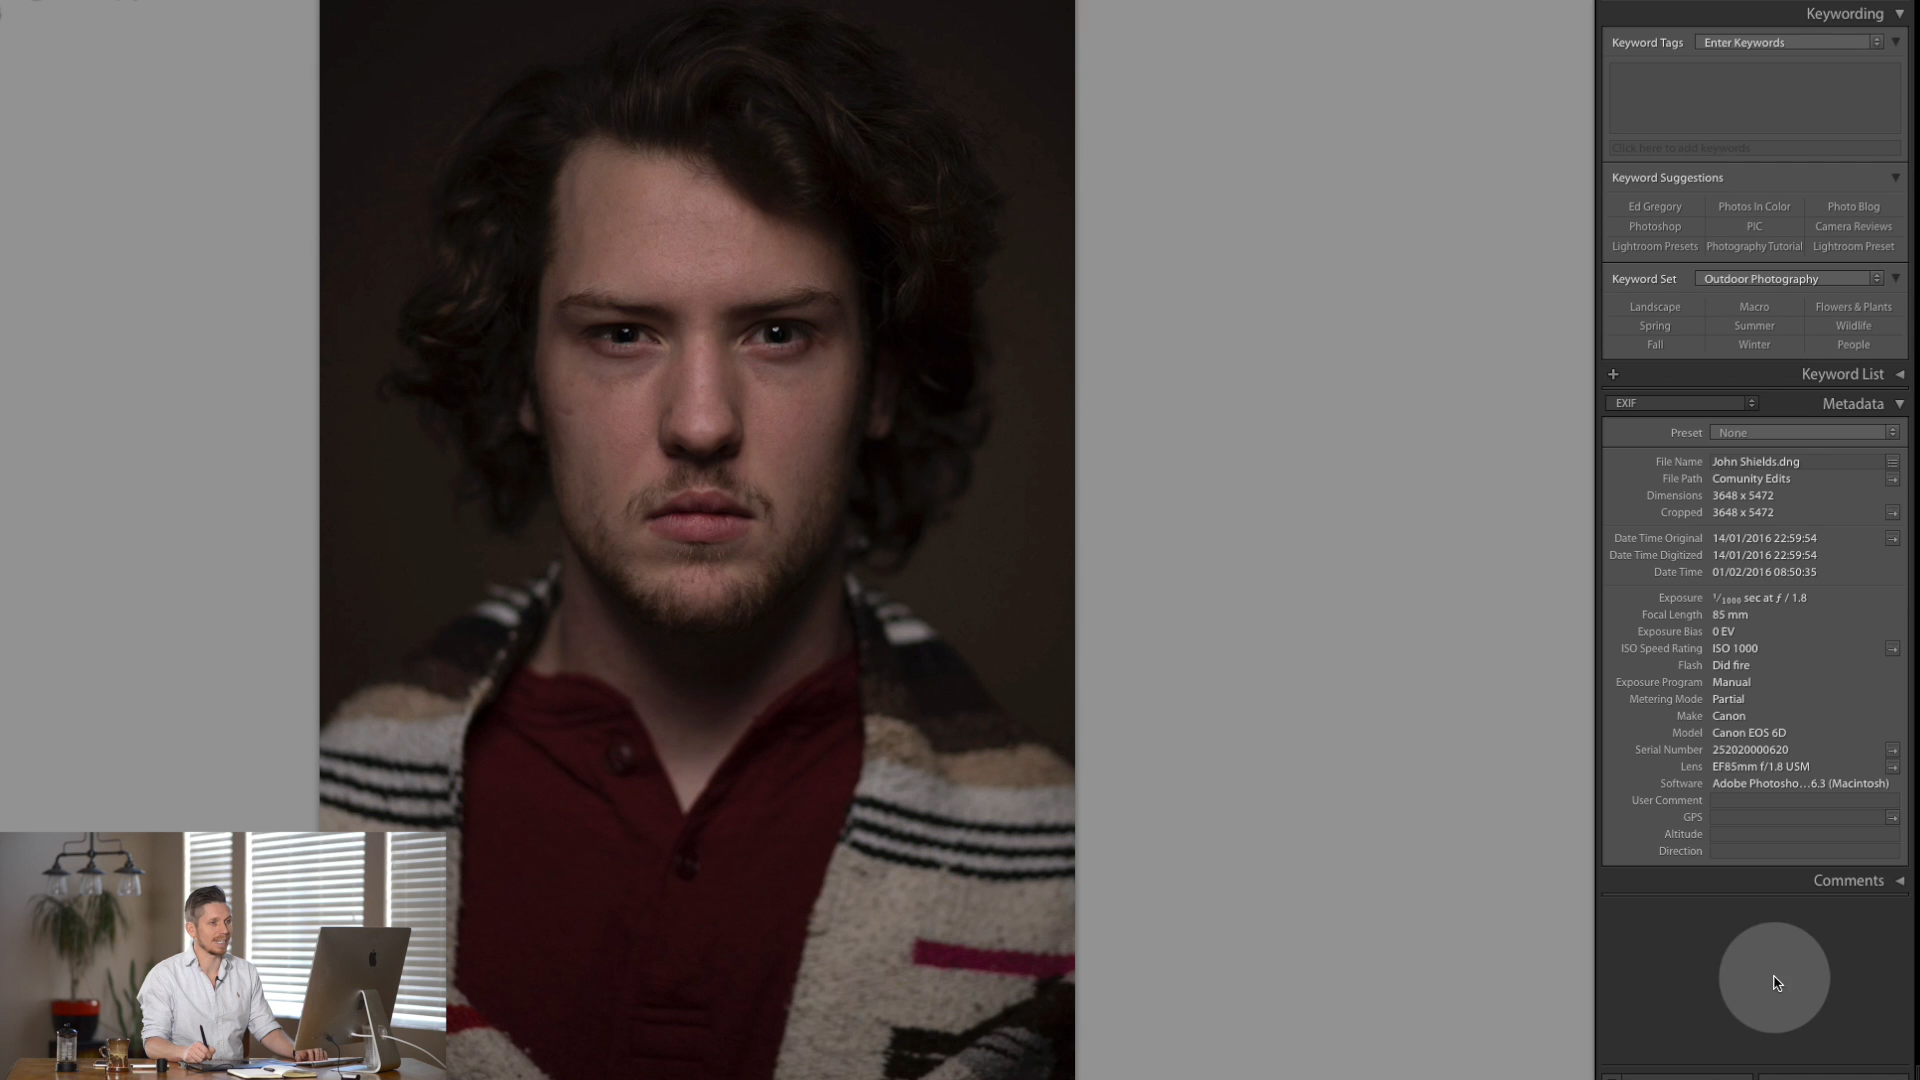 Keywording
Keyword Tags Enter Keywords
Click here to add keywords
Keyword Suggestions
Ed Gregory Photos In Color Photo Blog
Photoshop PIC Camera Reviews
Lightroom Presets Photography Tutorial Lightroom Preset
Keyword Set Outdoor Photography
Landscape Macro Flowers & Plants
Spring Summer Wildlife
Fall Winter People
+ Keyword List
EXIF Metadata
Preset None
File Name John Shields.dng
File Path Comunity Edits
Dimensions 3648 x 5472
Cropped 3648 x 5472
Date Time Original 14/01/2016 22:59:54
Date Time Digitized 14/01/2016 22:59:54
Date Time 01/02/2016 08:50:35
Exposure 1/1000 sec at ƒ / 1.8
Focal Length 85 mm
Exposure Bias 0 EV
ISO Speed Rating ISO 1000
Flash Did fire
Exposure Program Manual
Metering Mode Partial
Make Canon
Model Canon EOS 6D
Serial Number 252020000620
Lens EF85mm f/1.8 USM
Software Adobe Photosho...6.3 (Macintosh)
User Comment
GPS
Altitude
Direction
Comments